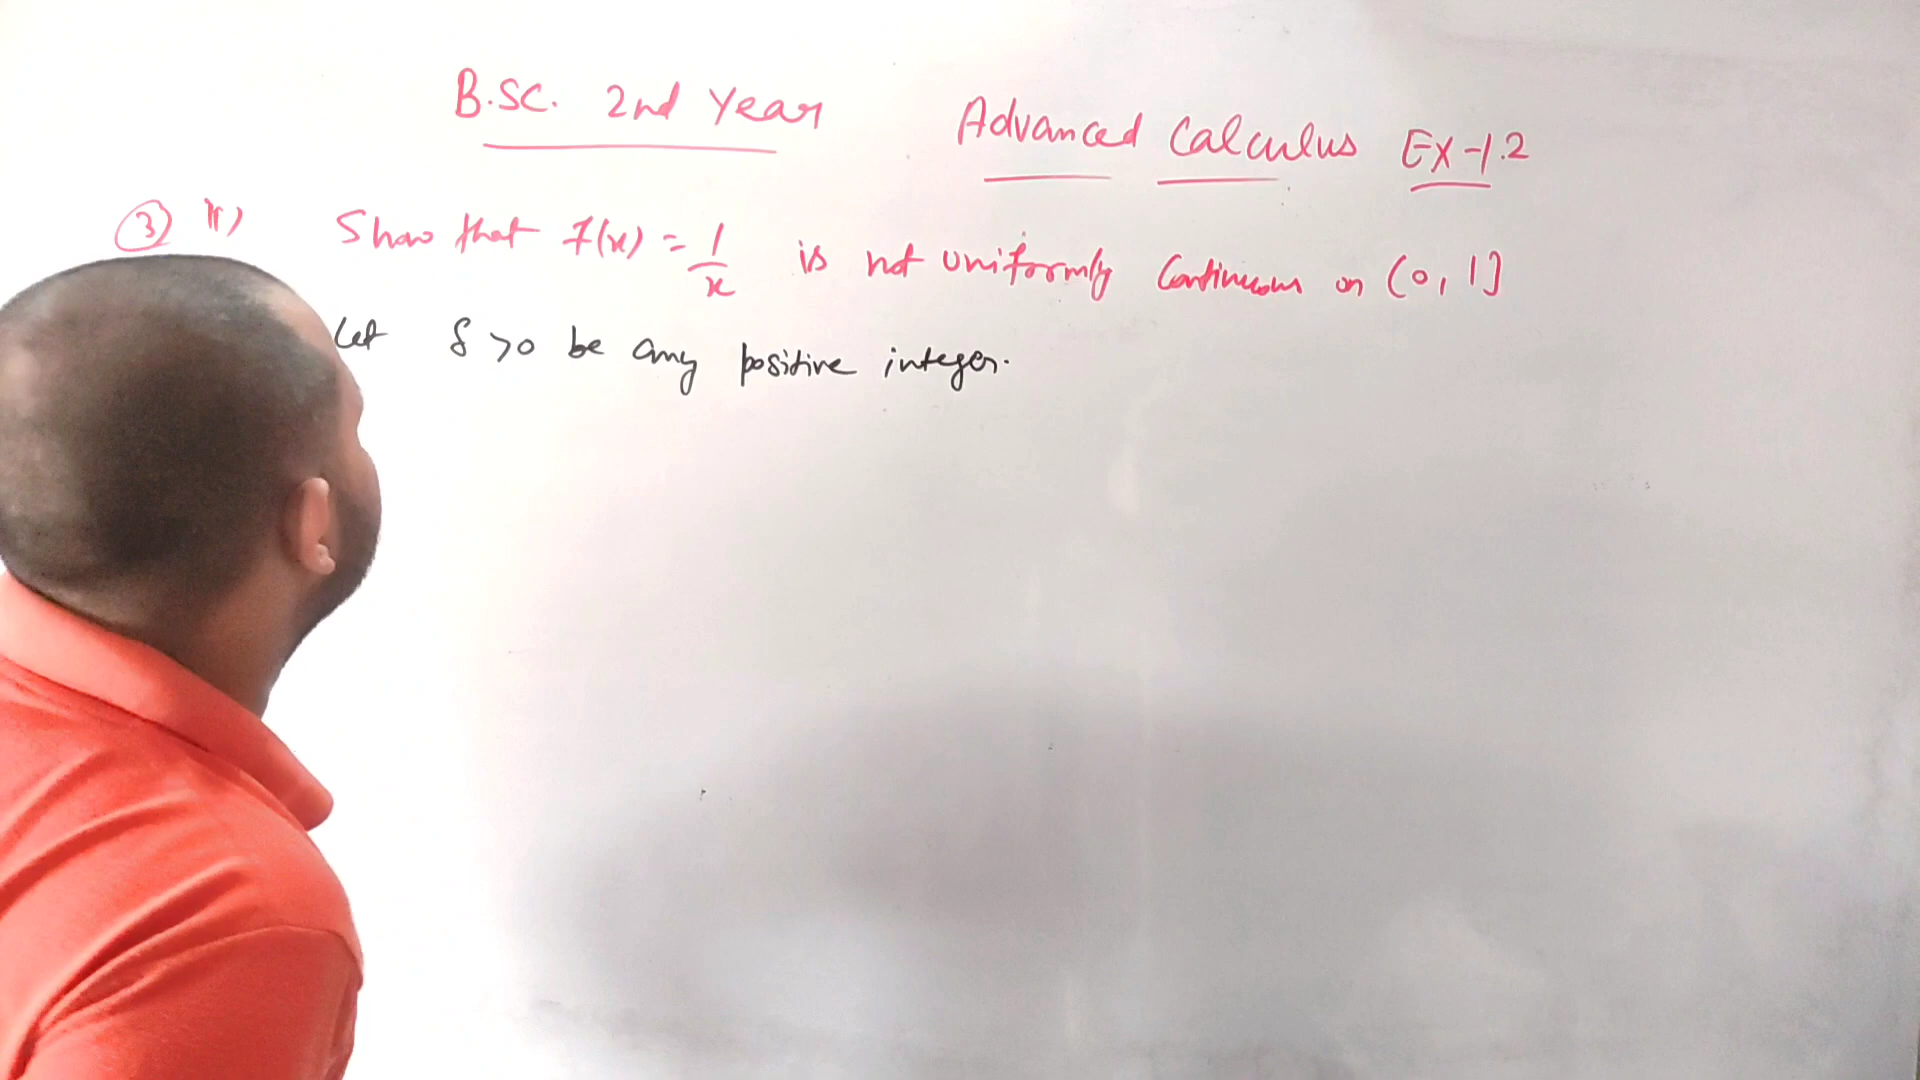 B.SC. 2nd Year Advanced Calculus EX-1.2
③ ii) Show that f(x) = 1/x is not uniformly Continuous on (0, 1]
Let δ >0 be any positive integer.